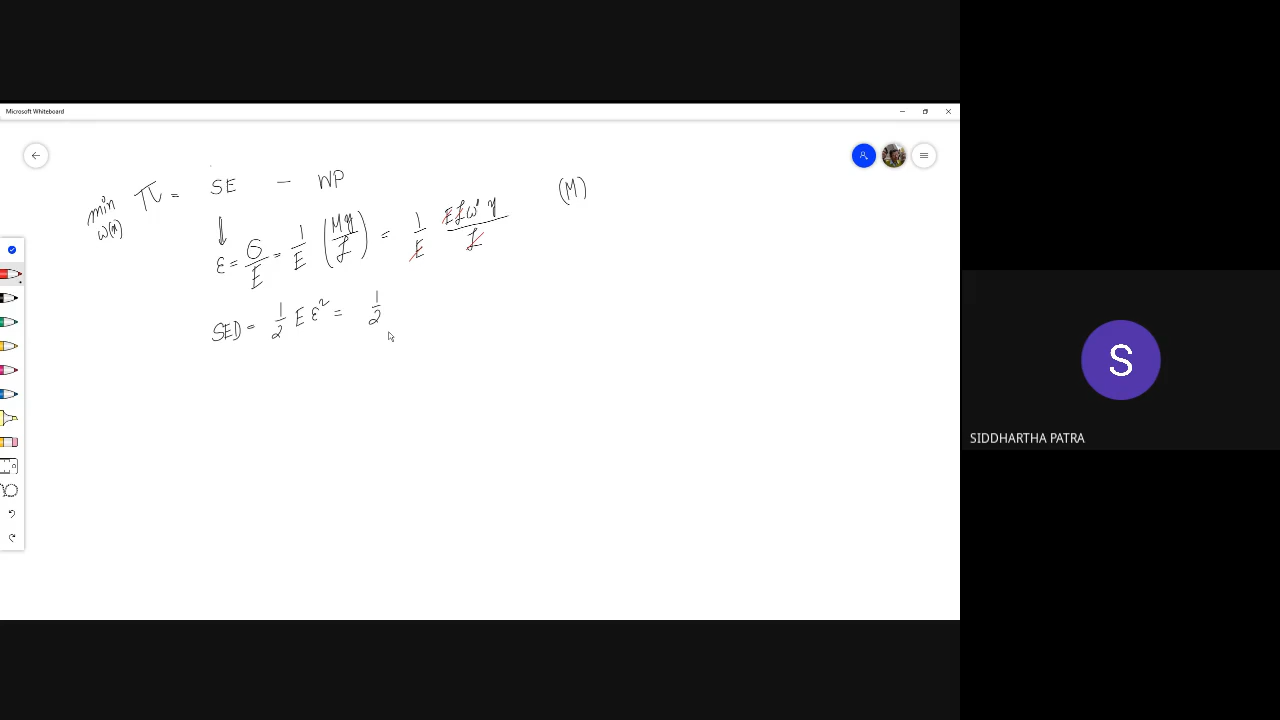 Microsoft Whiteboard
min π = SE − WP (M)
w(x)
ε = σ/E = 1/E (My/I) = 1/E EIw'' y / I
SED = 1/2 E ε² = 1/2
S
SIDDHARTHA PATRA